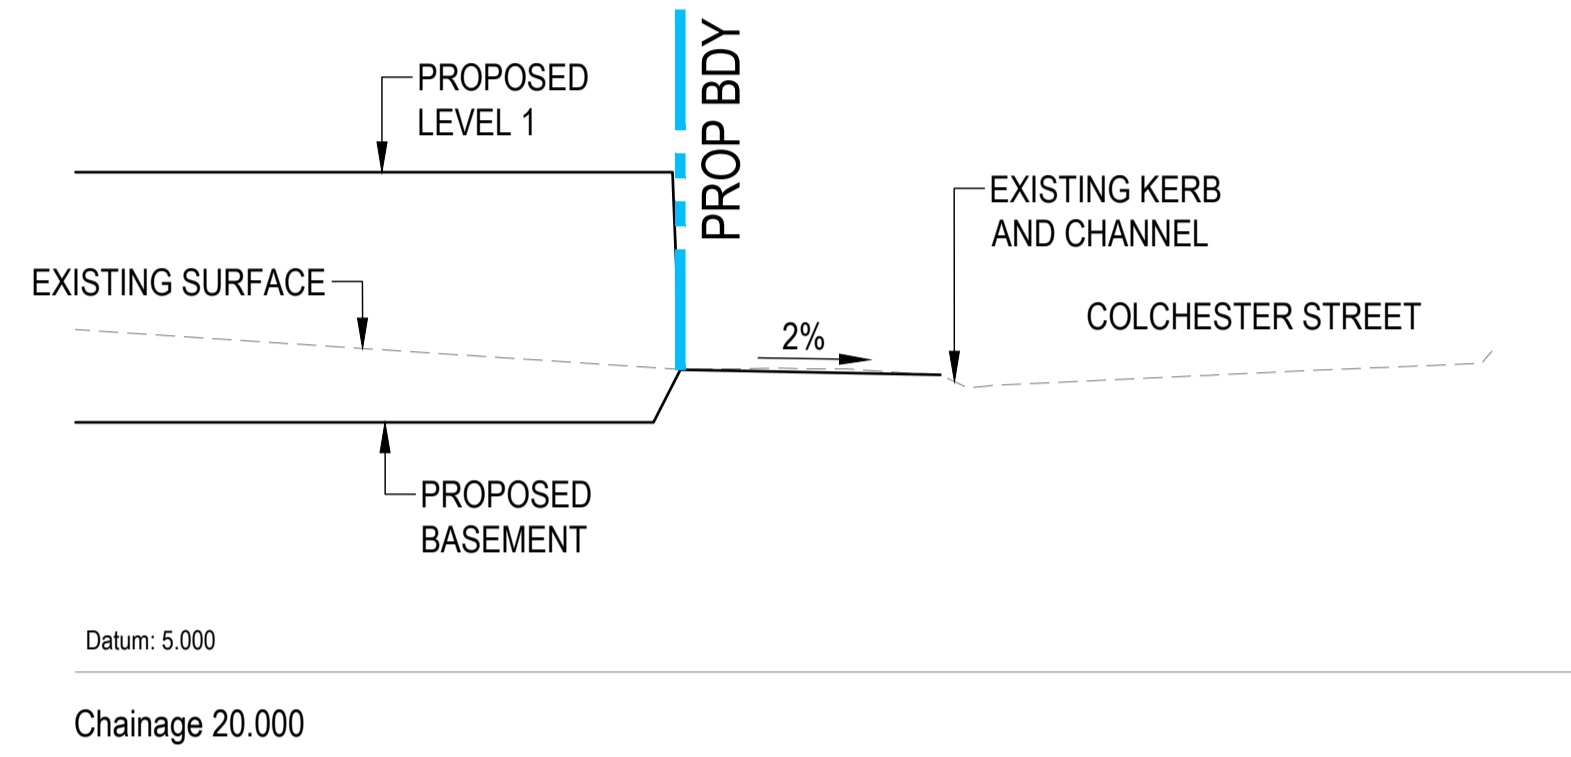 PROPOSED
LEVEL 1
PROP BDY
EXISTING KERB
AND CHANNEL
EXISTING SURFACE
COLCHESTER STREET
2%
PROPOSED
BASEMENT
Datum: 5.000
Chainage 20.000